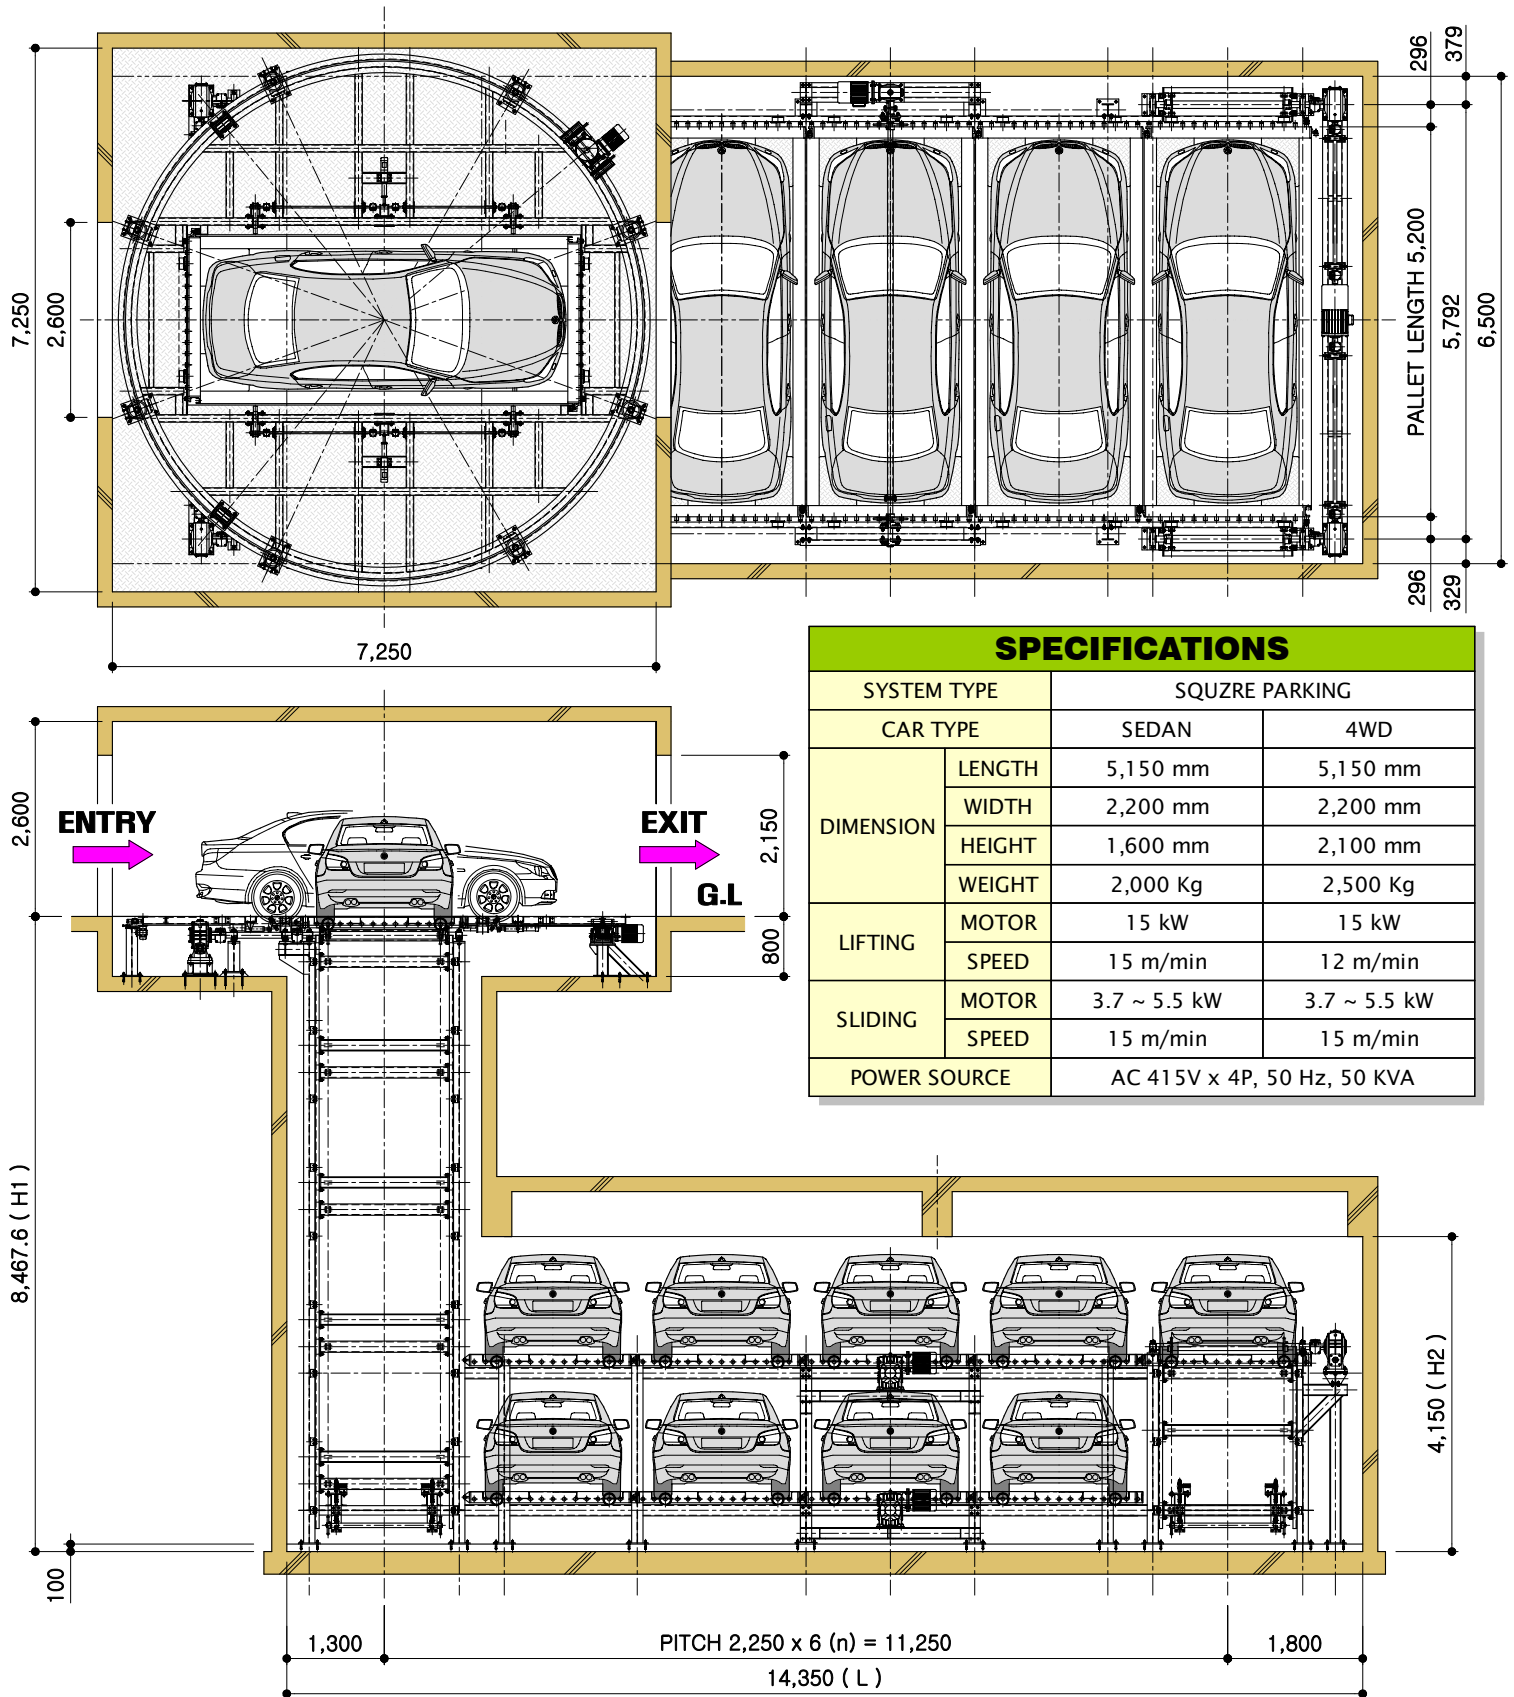 296
379
7,250
2,600
PALLET LENGTH 5,200
5,792
6,500
296
329
7,250
SPECIFICATIONS
SYSTEM TYPE SQUZRE PARKING
CAR TYPE SEDAN 4WD
DIMENSION LENGTH 5,150 mm 5,150 mm
WIDTH 2,200 mm 2,200 mm
HEIGHT 1,600 mm 2,100 mm
WEIGHT 2,000 Kg 2,500 Kg
LIFTING MOTOR 15 kW 15 kW
SPEED 15 m/min 12 m/min
SLIDING MOTOR 3.7 ~ 5.5 kW 3.7 ~ 5.5 kW
SPEED 15 m/min 15 m/min
POWER SOURCE AC 415V x 4P, 50 Hz, 50 KVA
2,600
ENTRY
EXIT
2,150
G.L
800
8,467.6 ( H1 )
4,150 ( H2 )
100
1,300
PITCH 2,250 x 6 (n) = 11,250
1,800
14,350 ( L )